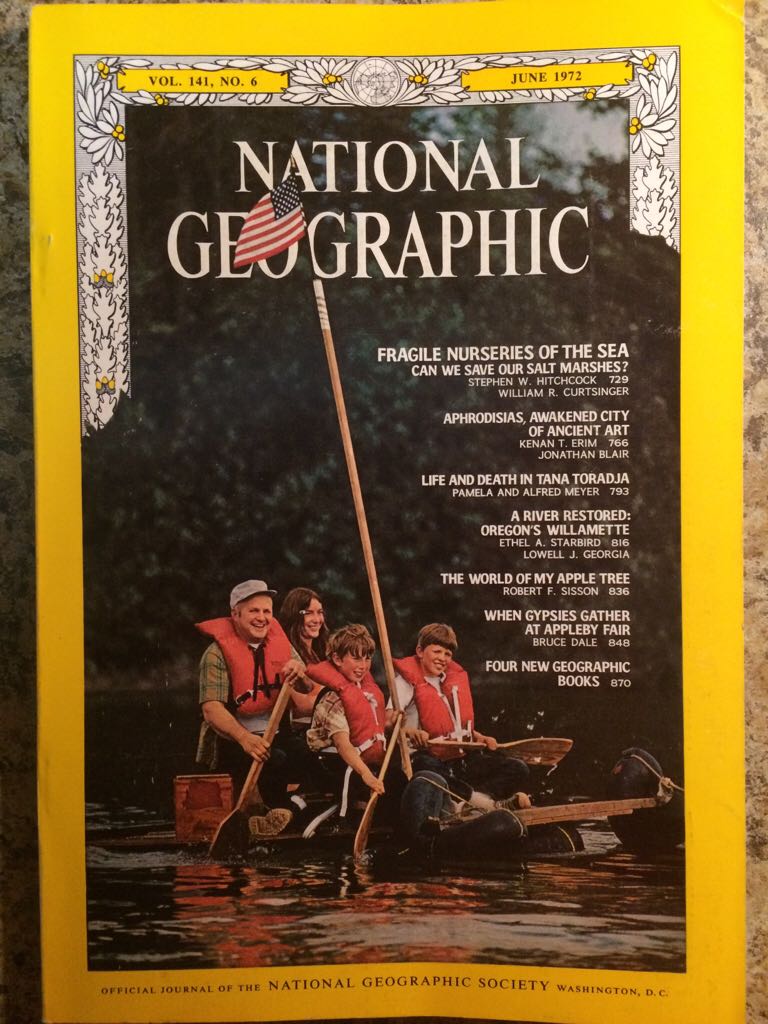 VOL. 141, NO. 6
JUNE 1972
NATIONAL
GEOGRAPHIC
FRAGILE NURSERIES OF THE SEA
CAN WE SAVE OUR SALT MARSHES?
STEPHEN W. HITCHCOCK 729
WILLIAM R. CURTSINGER
APHRODISIAS, AWAKENED CITY
OF ANCIENT ART
KENAN T. ERIM 766
JONATHAN BLAIR
LIFE AND DEATH IN TANA TORADJA
PAMELA AND ALFRED MEYER 793
A RIVER RESTORED:
OREGON'S WILLAMETTE
ETHEL A. STARBIRD 816
LOWELL J. GEORGIA
THE WORLD OF MY APPLE TREE
ROBERT F. SISSON 836
WHEN GYPSIES GATHER
AT APPLEBY FAIR
BRUCE DALE 848
FOUR NEW GEOGRAPHIC
BOOKS 870
OFFICIAL JOURNAL OF THE NATIONAL GEOGRAPHIC SOCIETY WASHINGTON, D.C.